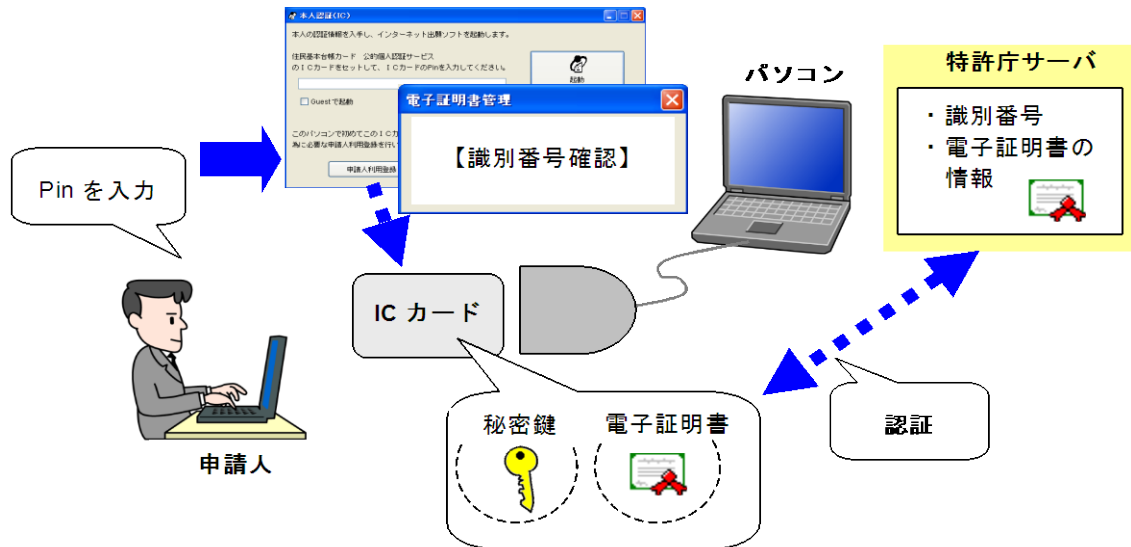 本人認証(IC)
本人の認証情報を入手し、インターネット出願ソフトを起動します。
住民基本台帳カード 公的個人認証サービス
のICカードをセットして、ICカードのPinを入力してください。
起動
Guestで起動
このパソコンで初めてこのICカ
為に必要な申請人利用登録を行い
申請人利用登録
電子証明書管理
【識別番号確認】
パソコン
特許庁サーバ
・識別番号
・電子証明書の
情報
Pin を入力
IC カード
秘密鍵
電子証明書
認証
申請人